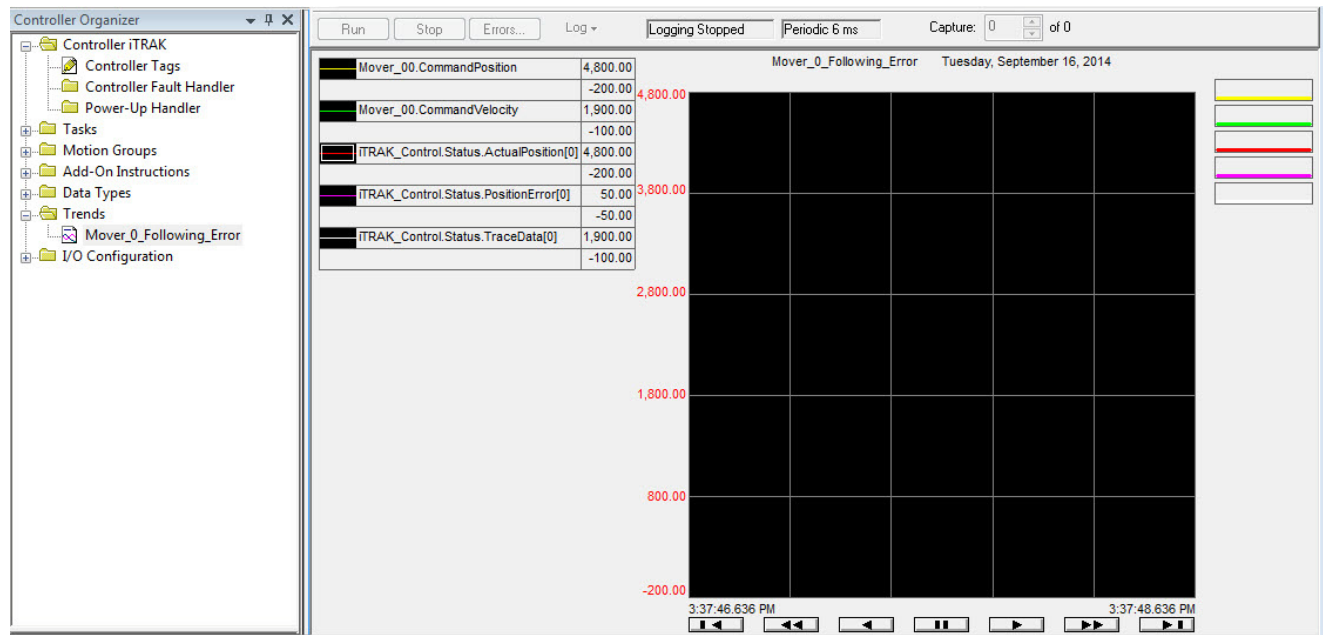 Controller Organizer
Controller iTRAK
Controller Tags
Controller Fault Handler
Power-Up Handler
Tasks
Motion Groups
Add-On Instructions
Data Types
Trends
Mover_0_Following_Error
I/O Configuration
Run Stop Errors... Log Logging Stopped Periodic 6 ms Capture: 0 of 0
Mover_00.CommandPosition 4,800.00
-200.00
Mover_00.CommandVelocity 1,900.00
-100.00
iTRAK_Control.Status.ActualPosition[0] 4,800.00
-200.00
iTRAK_Control.Status.PositionError[0] 50.00
-50.00
iTRAK_Control.Status.TraceData[0] 1,900.00
-100.00
Mover_0_Following_Error Tuesday, September 16, 2014
4,800.00
3,800.00
2,800.00
1,800.00
800.00
-200.00
3:37:46.636 PM 3:37:48.636 PM